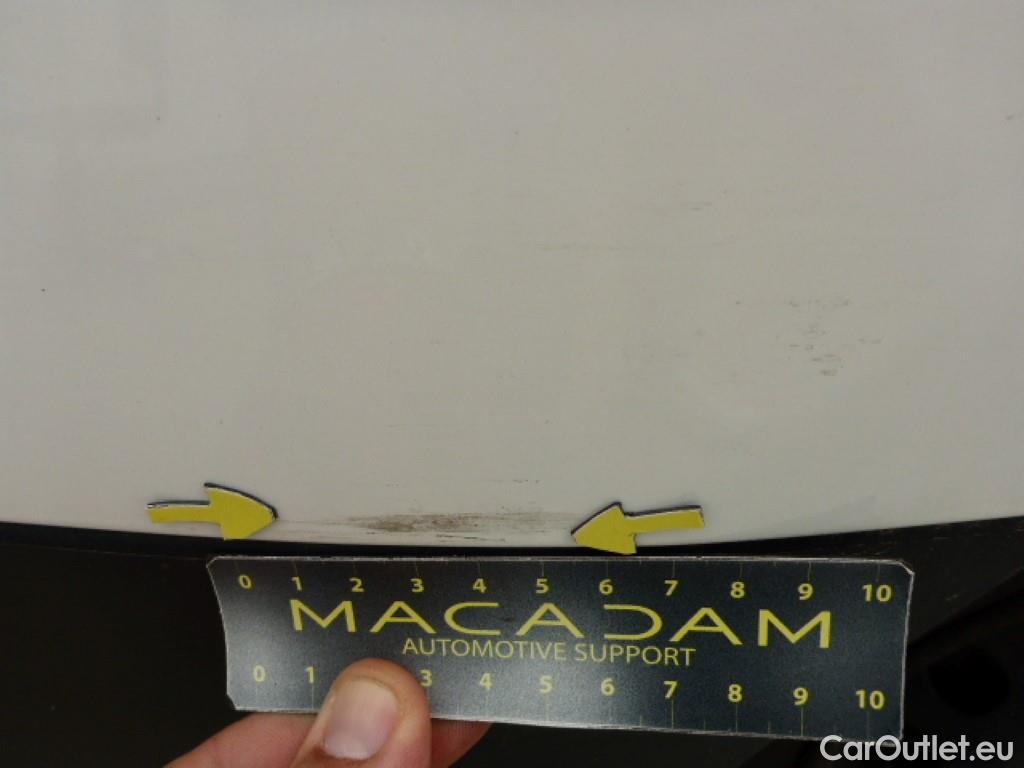 0 1 2 3 4 5 6 7 8 9 10
MACADAM
AUTOMOTIVE SUPPORT
0 1 3 4 5 6 7 8 9 10
CarOutlet.eu